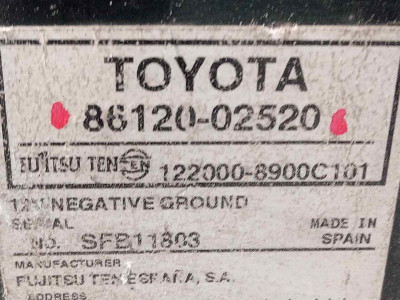 TOYOTA
86120-02520
FUJITSU TEN TEN 122000-8900C101
12V NEGATIVE GROUND
SERIAL
NO. SFB11803
MADE IN
SPAIN
MANUFACTURER
FUJITSU TEN ESPAÑA, S.A.
ADDRESS